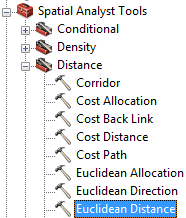 Spatial Analyst Tools
Conditional
Density
Distance
Corridor
Cost Allocation
Cost Back Link
Cost Distance
Cost Path
Euclidean Allocation
Euclidean Direction
Euclidean Distance